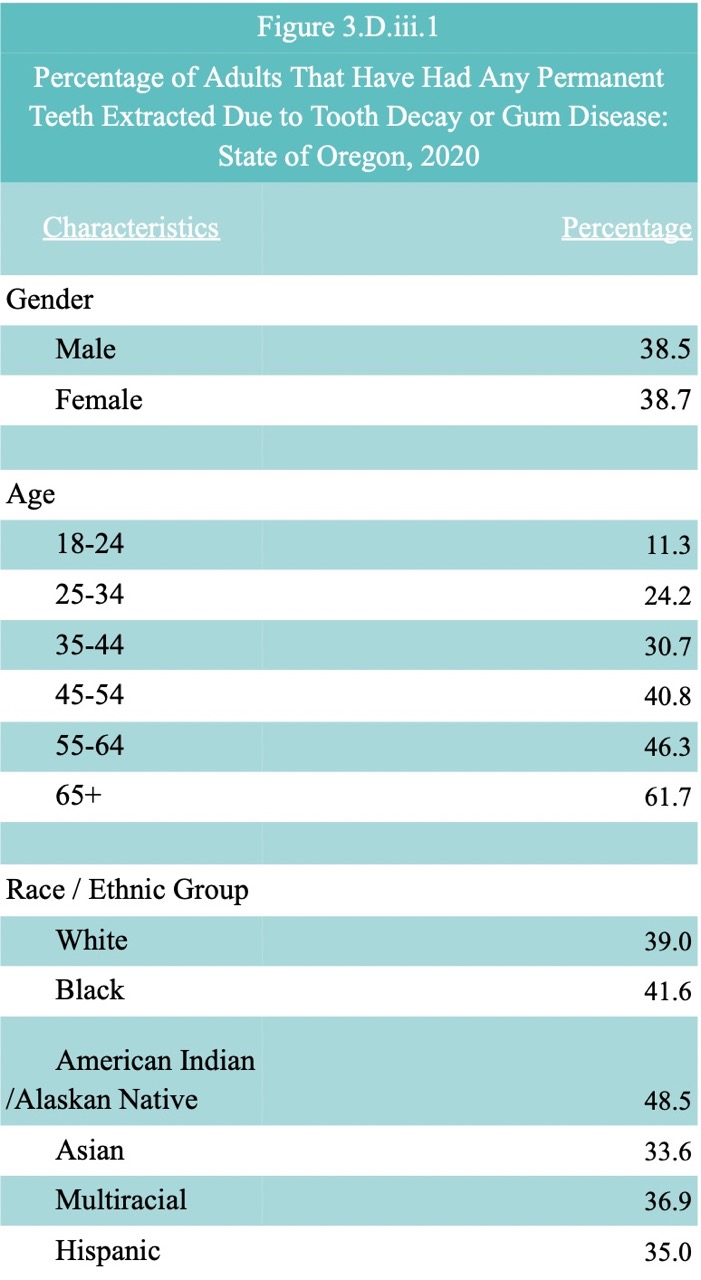 Figure 3.D.iii.1
Percentage of Adults That Have Had Any Permanent
Teeth Extracted Due to Tooth Decay or Gum Disease:
State of Oregon, 2020
Characteristics Percentage
Gender
Male 38.5
Female 38.7
Age
18-24 11.3
25-34 24.2
35-44 30.7
45-54 40.8
55-64 46.3
65+ 61.7
Race / Ethnic Group
White 39.0
Black 41.6
American Indian
/Alaskan Native 48.5
Asian 33.6
Multiracial 36.9
Hispanic 35.0